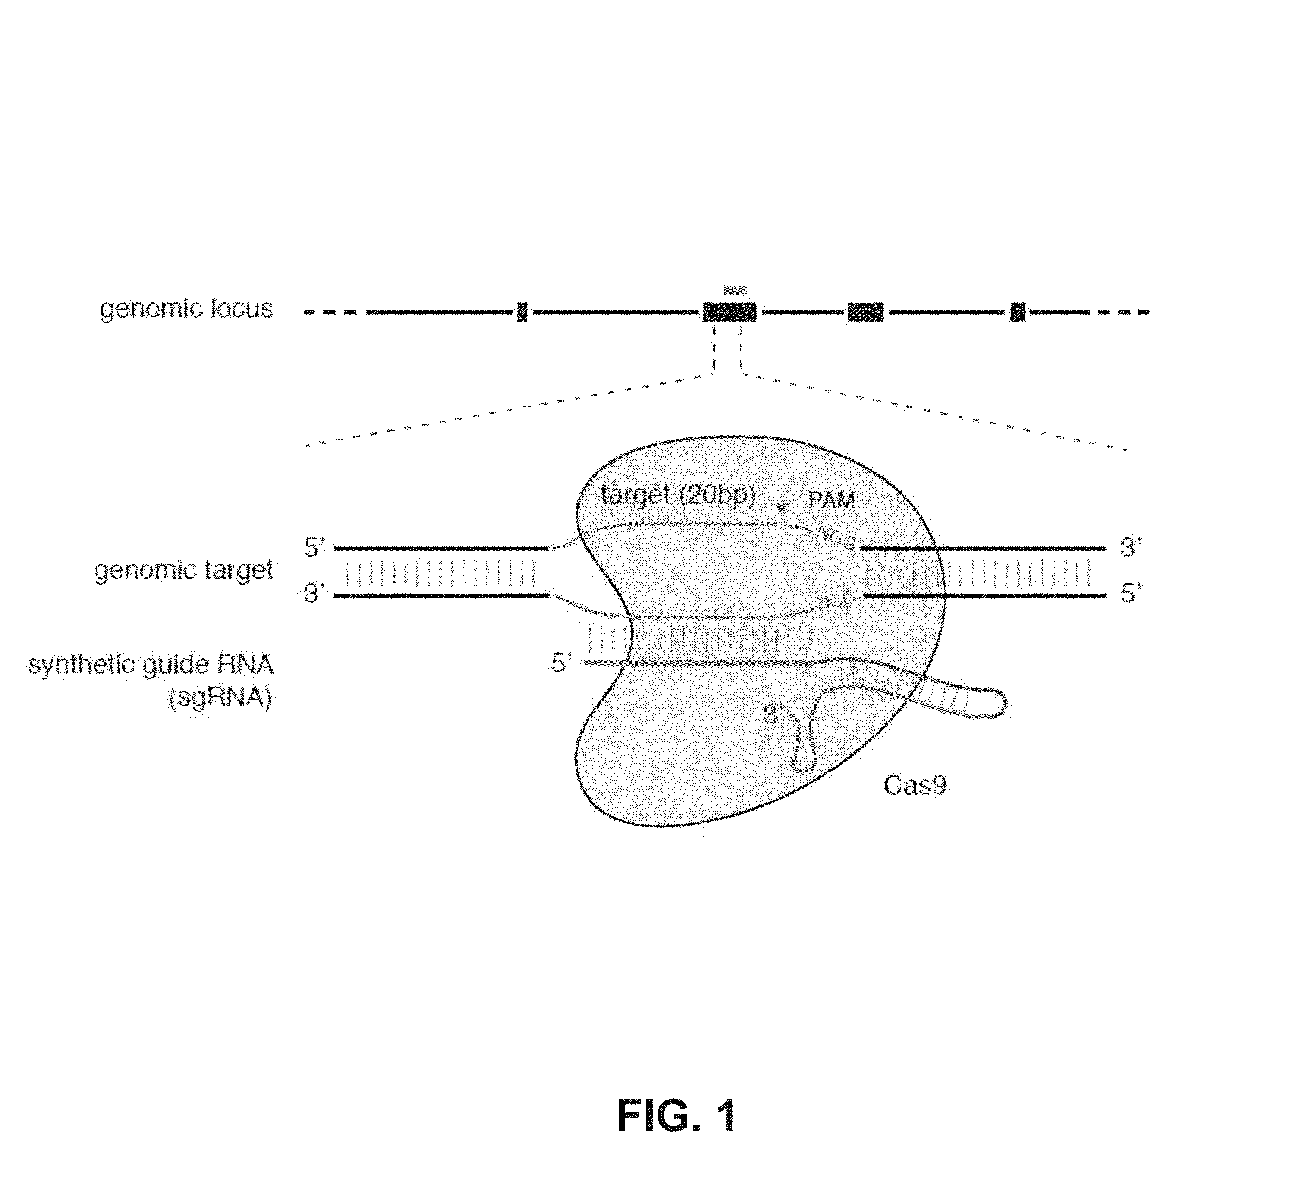 genomic locus
target (20bp)
PAM
5'
3'
genomic target
3'
5'
synthetic guide RNA
(sgRNA)
5'
3'
Cas9
FIG. 1